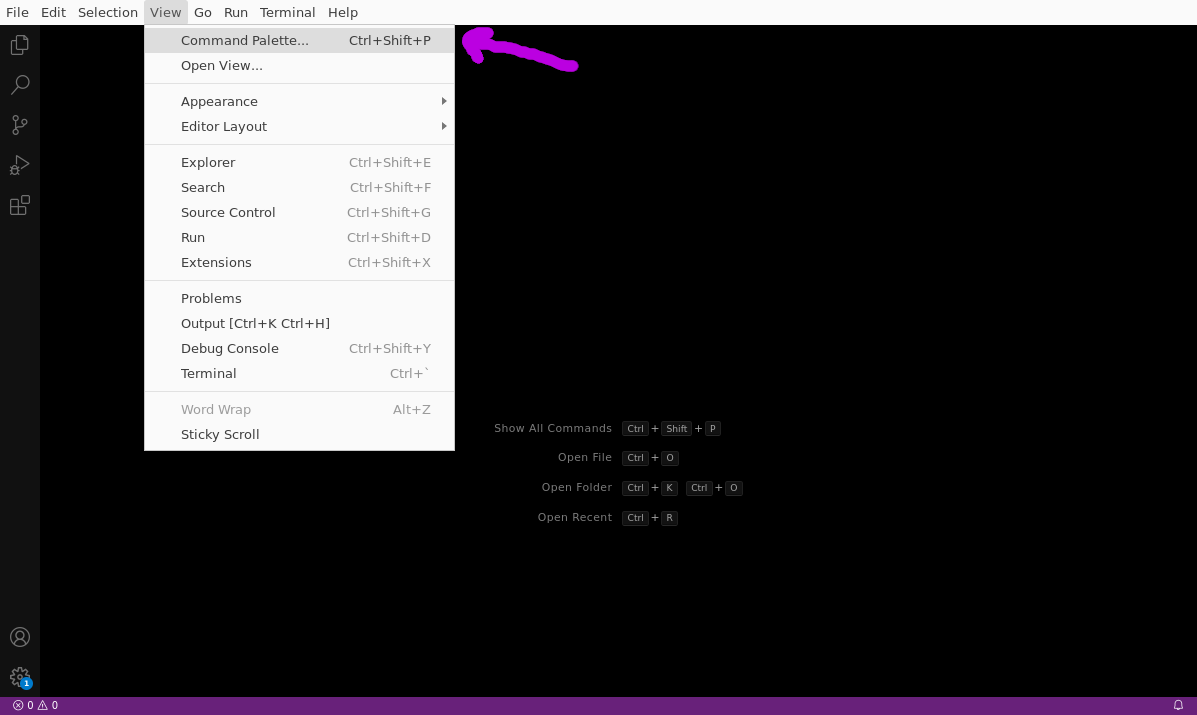 File Edit Selection View Go Run Terminal Help
Command Palette... Ctrl+Shift+P
Open View...
Appearance
Editor Layout
Explorer Ctrl+Shift+E
Search Ctrl+Shift+F
Source Control Ctrl+Shift+G
Run Ctrl+Shift+D
Extensions Ctrl+Shift+X
Problems
Output [Ctrl+K Ctrl+H]
Debug Console Ctrl+Shift+Y
Terminal Ctrl+`
Word Wrap Alt+Z
Sticky Scroll
Show All Commands Ctrl + Shift + P
Open File Ctrl + O
Open Folder Ctrl + K Ctrl + O
Open Recent Ctrl + R
1
0 0